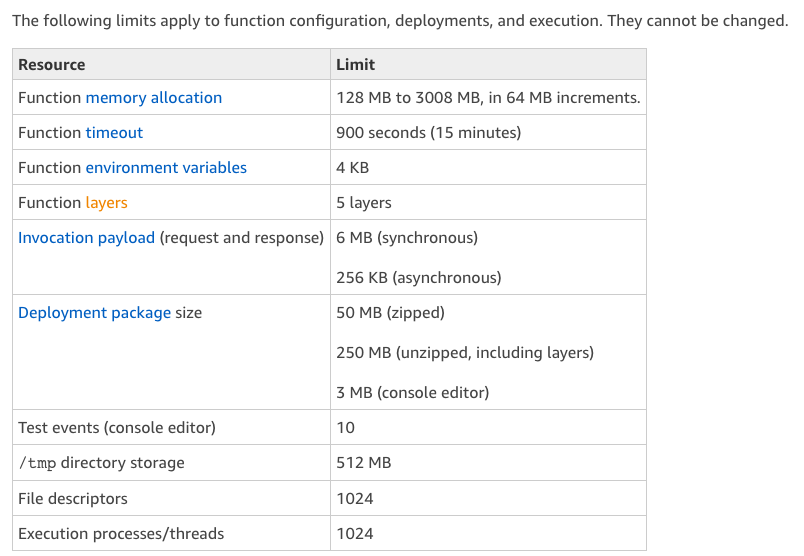 The following limits apply to function configuration, deployments, and execution. They cannot be changed.
Resource Limit
Function memory allocation 128 MB to 3008 MB, in 64 MB increments.
Function timeout 900 seconds (15 minutes)
Function environment variables 4 KB
Function layers 5 layers
Invocation payload (request and response) 6 MB (synchronous)
256 KB (asynchronous)
Deployment package size 50 MB (zipped)
250 MB (unzipped, including layers)
3 MB (console editor)
Test events (console editor) 10
/tmp directory storage 512 MB
File descriptors 1024
Execution processes/threads 1024